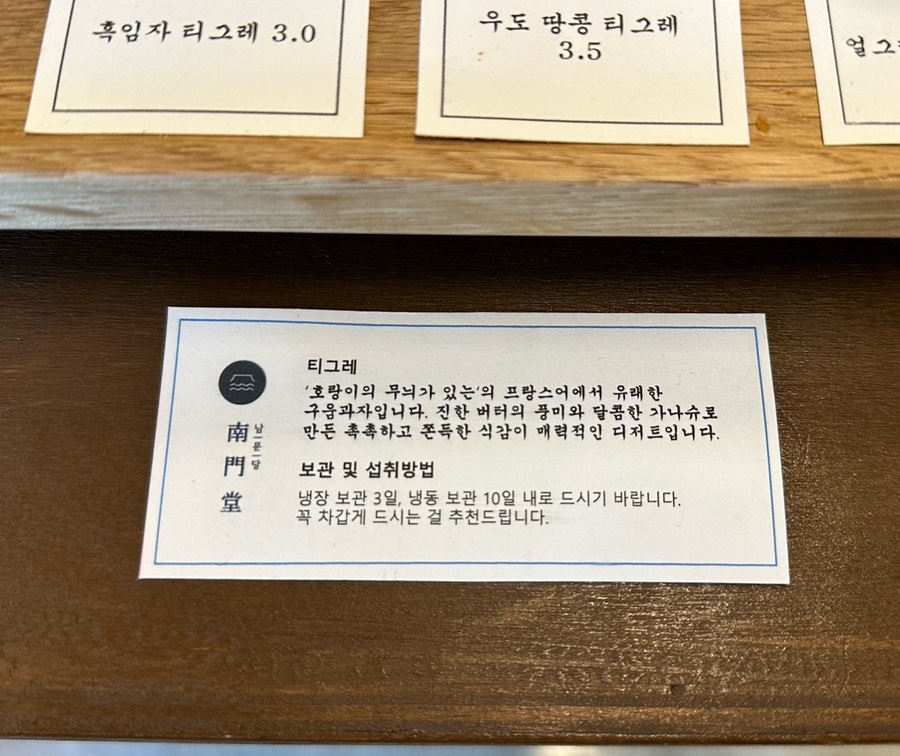 흑임자 티그레 3.0
우도 땅콩 티그레
3.5
얼그
南門堂
남문당
티그레
'호랑이의 무늬가 있는'의 프랑스어에서 유래한
구움과자입니다. 진한 버터의 풍미와 달콤한 가나슈로
만든 촉촉하고 쫀득한 식감이 매력적인 디저트입니다.
보관 및 섭취방법
냉장 보관 3일, 냉동 보관 10일 내로 드시기 바랍니다.
꼭 차갑게 드시는 걸 추천드립니다.